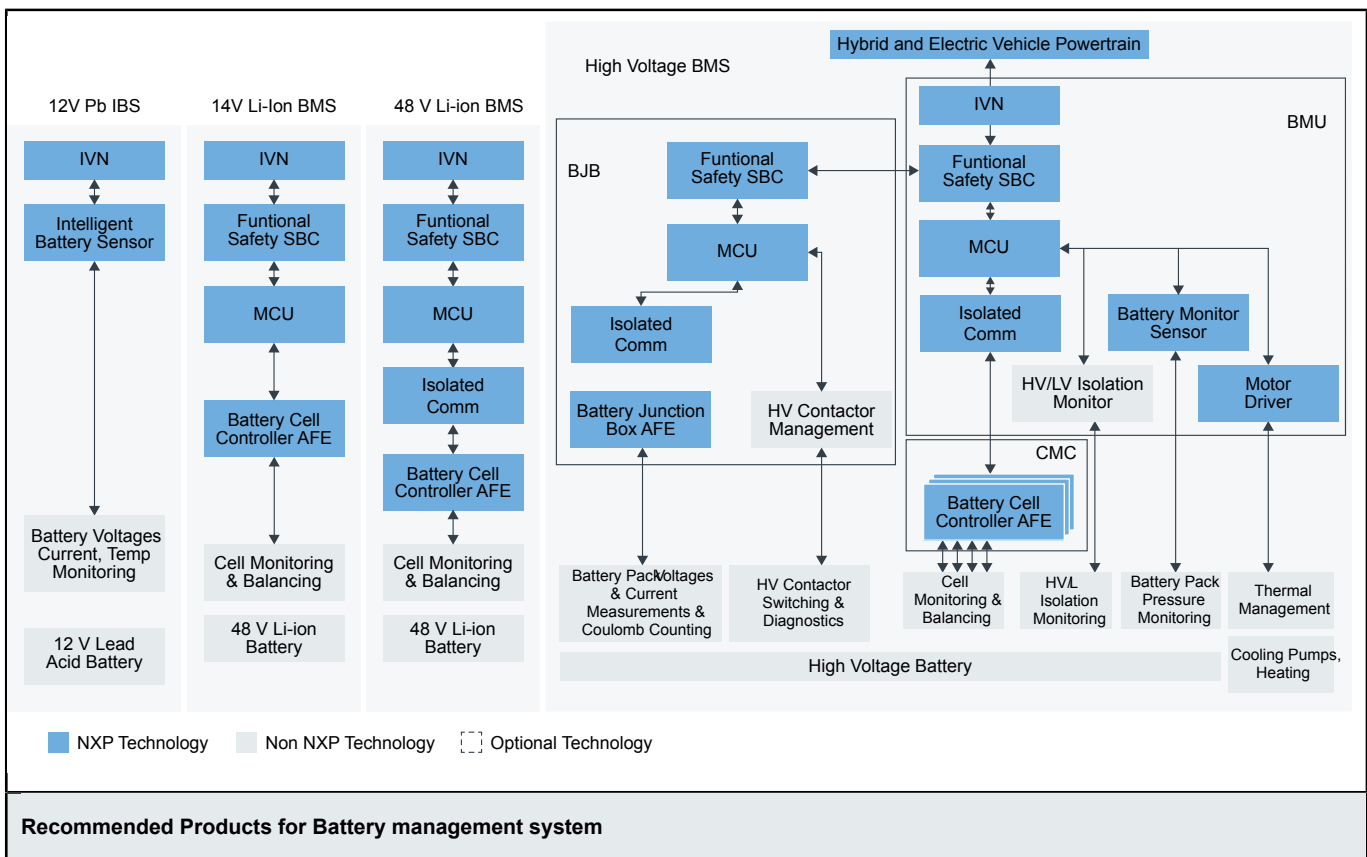 Hybrid and Electric Vehicle Powertrain
High Voltage BMS
12V Pb IBS
14V Li-Ion BMS
48 V Li-ion BMS
IVN
Intelligent
Battery Sensor
Battery Voltages
Current, Temp
Monitoring
12 V Lead
Acid Battery
IVN
Funtional
Safety SBC
MCU
Battery Cell
Controller AFE
Cell Monitoring
& Balancing
48 V Li-ion
Battery
IVN
Funtional
Safety SBC
MCU
Isolated
Comm
Battery Cell
Controller AFE
Cell Monitoring
& Balancing
48 V Li-ion
Battery
BJB
Funtional
Safety SBC
MCU
Isolated
Comm
Battery Junction
Box AFE
HV Contactor
Management
Battery Pack Voltages
& Current
Measurements &
Coulomb Counting
HV Contactor
Switching &
Diagnostics
BMU
IVN
Funtional
Safety SBC
MCU
Isolated
Comm
Battery Monitor
Sensor
HV/LV Isolation
Monitor
Motor
Driver
CMC
Battery Cell
Controller AFE
Cell
Monitoring &
Balancing
HV/L
Isolation
Monitoring
Battery Pack
Pressure
Monitoring
Thermal
Management
High Voltage Battery
Cooling Pumps,
Heating
NXP Technology
Non NXP Technology
Optional Technology
Recommended Products for Battery management system